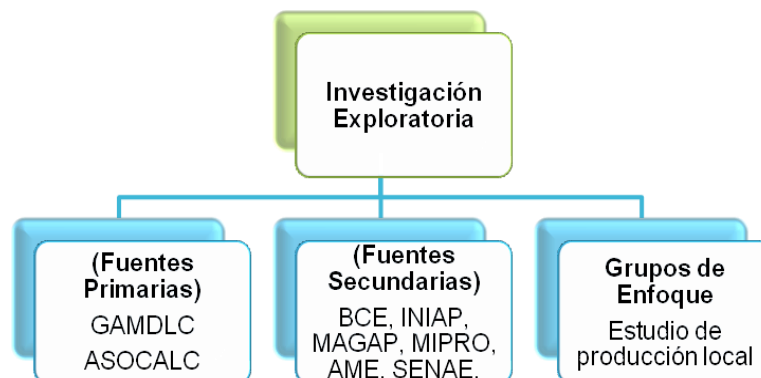 Investigación
Exploratoria
(Fuentes
Primarias)
GAMDLC
ASOCALC
(Fuentes
Secundarias)
BCE, INIAP,
MAGAP, MIPRO,
AME, SENAE,
Grupos de
Enfoque
Estudio de
producción local